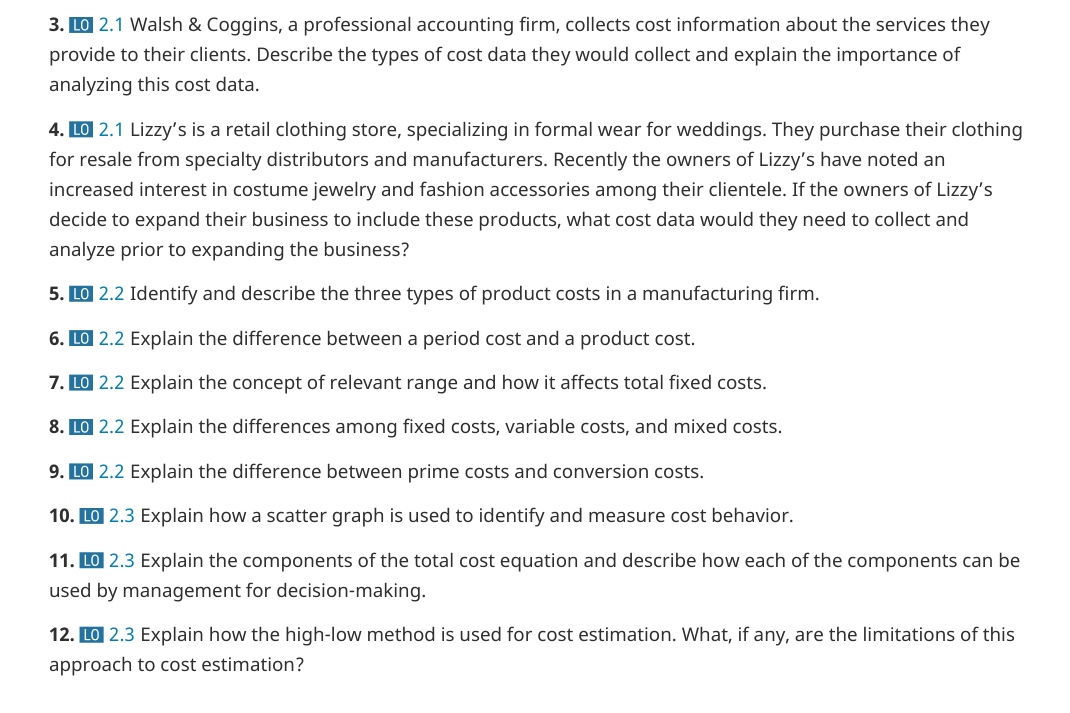 3. LO 2.1 Walsh & Coggins, a professional accounting firm, collects cost information about the services they
provide to their clients. Describe the types of cost data they would collect and explain the importance of
analyzing this cost data.
4. LO 2.1 Lizzy’s is a retail clothing store, specializing in formal wear for weddings. They purchase their clothing
for resale from specialty distributors and manufacturers. Recently the owners of Lizzy’s have noted an
increased interest in costume jewelry and fashion accessories among their clientele. If the owners of Lizzy’s
decide to expand their business to include these products, what cost data would they need to collect and
analyze prior to expanding the business?
5. LO 2.2 Identify and describe the three types of product costs in a manufacturing firm.
6. LO 2.2 Explain the difference between a period cost and a product cost.
7. LO 2.2 Explain the concept of relevant range and how it affects total fixed costs.
8. LO 2.2 Explain the differences among fixed costs, variable costs, and mixed costs.
9. LO 2.2 Explain the difference between prime costs and conversion costs.
10. LO 2.3 Explain how a scatter graph is used to identify and measure cost behavior.
11. LO 2.3 Explain the components of the total cost equation and describe how each of the components can be
used by management for decision-making.
12. LO 2.3 Explain how the high-low method is used for cost estimation. What, if any, are the limitations of this
approach to cost estimation?